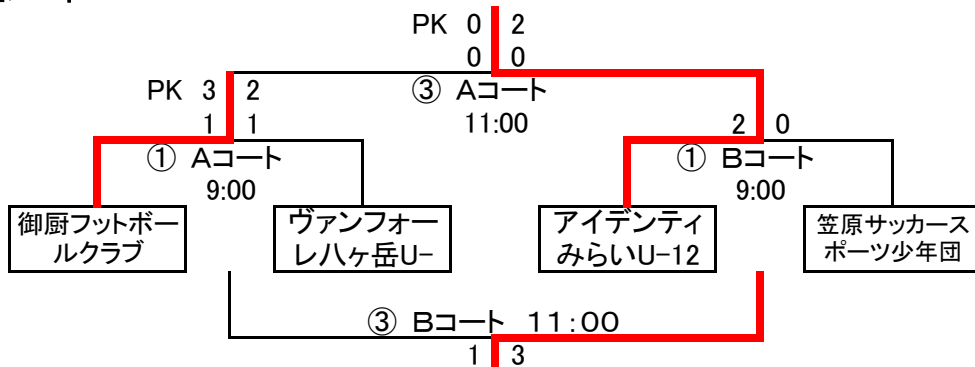 PK 0 2
0 0
PK 3 2
③ Aコート
1 1
11:00
2 0
① Aコート
① Bコート
9:00
9:00
御厨フットボー
ルクラブ
ヴァンフォー
レ八ヶ岳U-
アイデンティ
みらいU-12
笠原サッカース
ポーツ少年団
③ Bコート 11:00
1 3